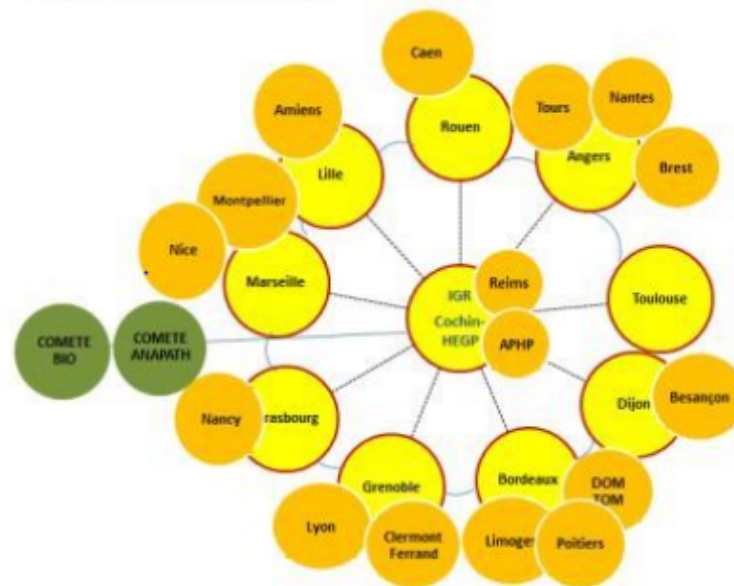 Caen
Rouen
Amiens
Lille
Tours
Nantes
Angers
Brest
Montpellier
Nice
Marseille
IGR
Cochin-
HEGP
Reims
APHP
Toulouse
COMETE
BIO
COMETE
ANAPATH
Nancy
rasbourg
Dijon
Besançon
Grenoble
Lyon
Clermont
Ferrand
Bordeaux
DOM
TOM
Limoges
Poitiers